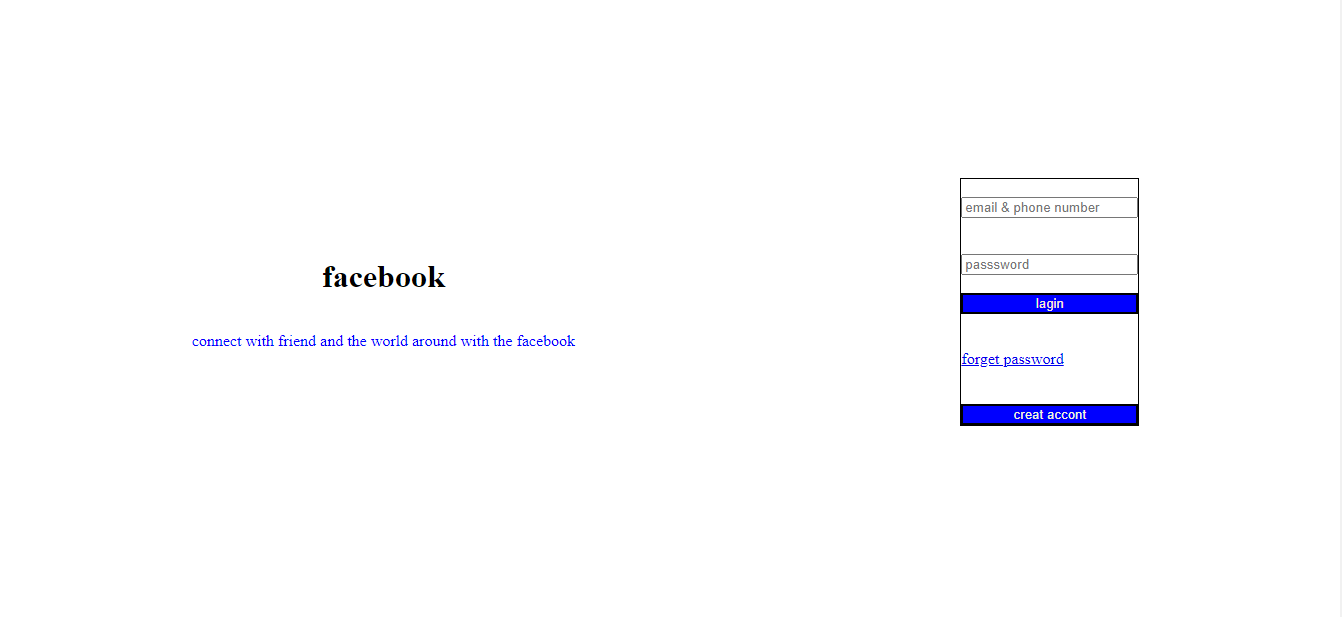 facebook
connect with friend and the world around with the facebook
email & phone number
passsword
lagin
forget password
creat accont